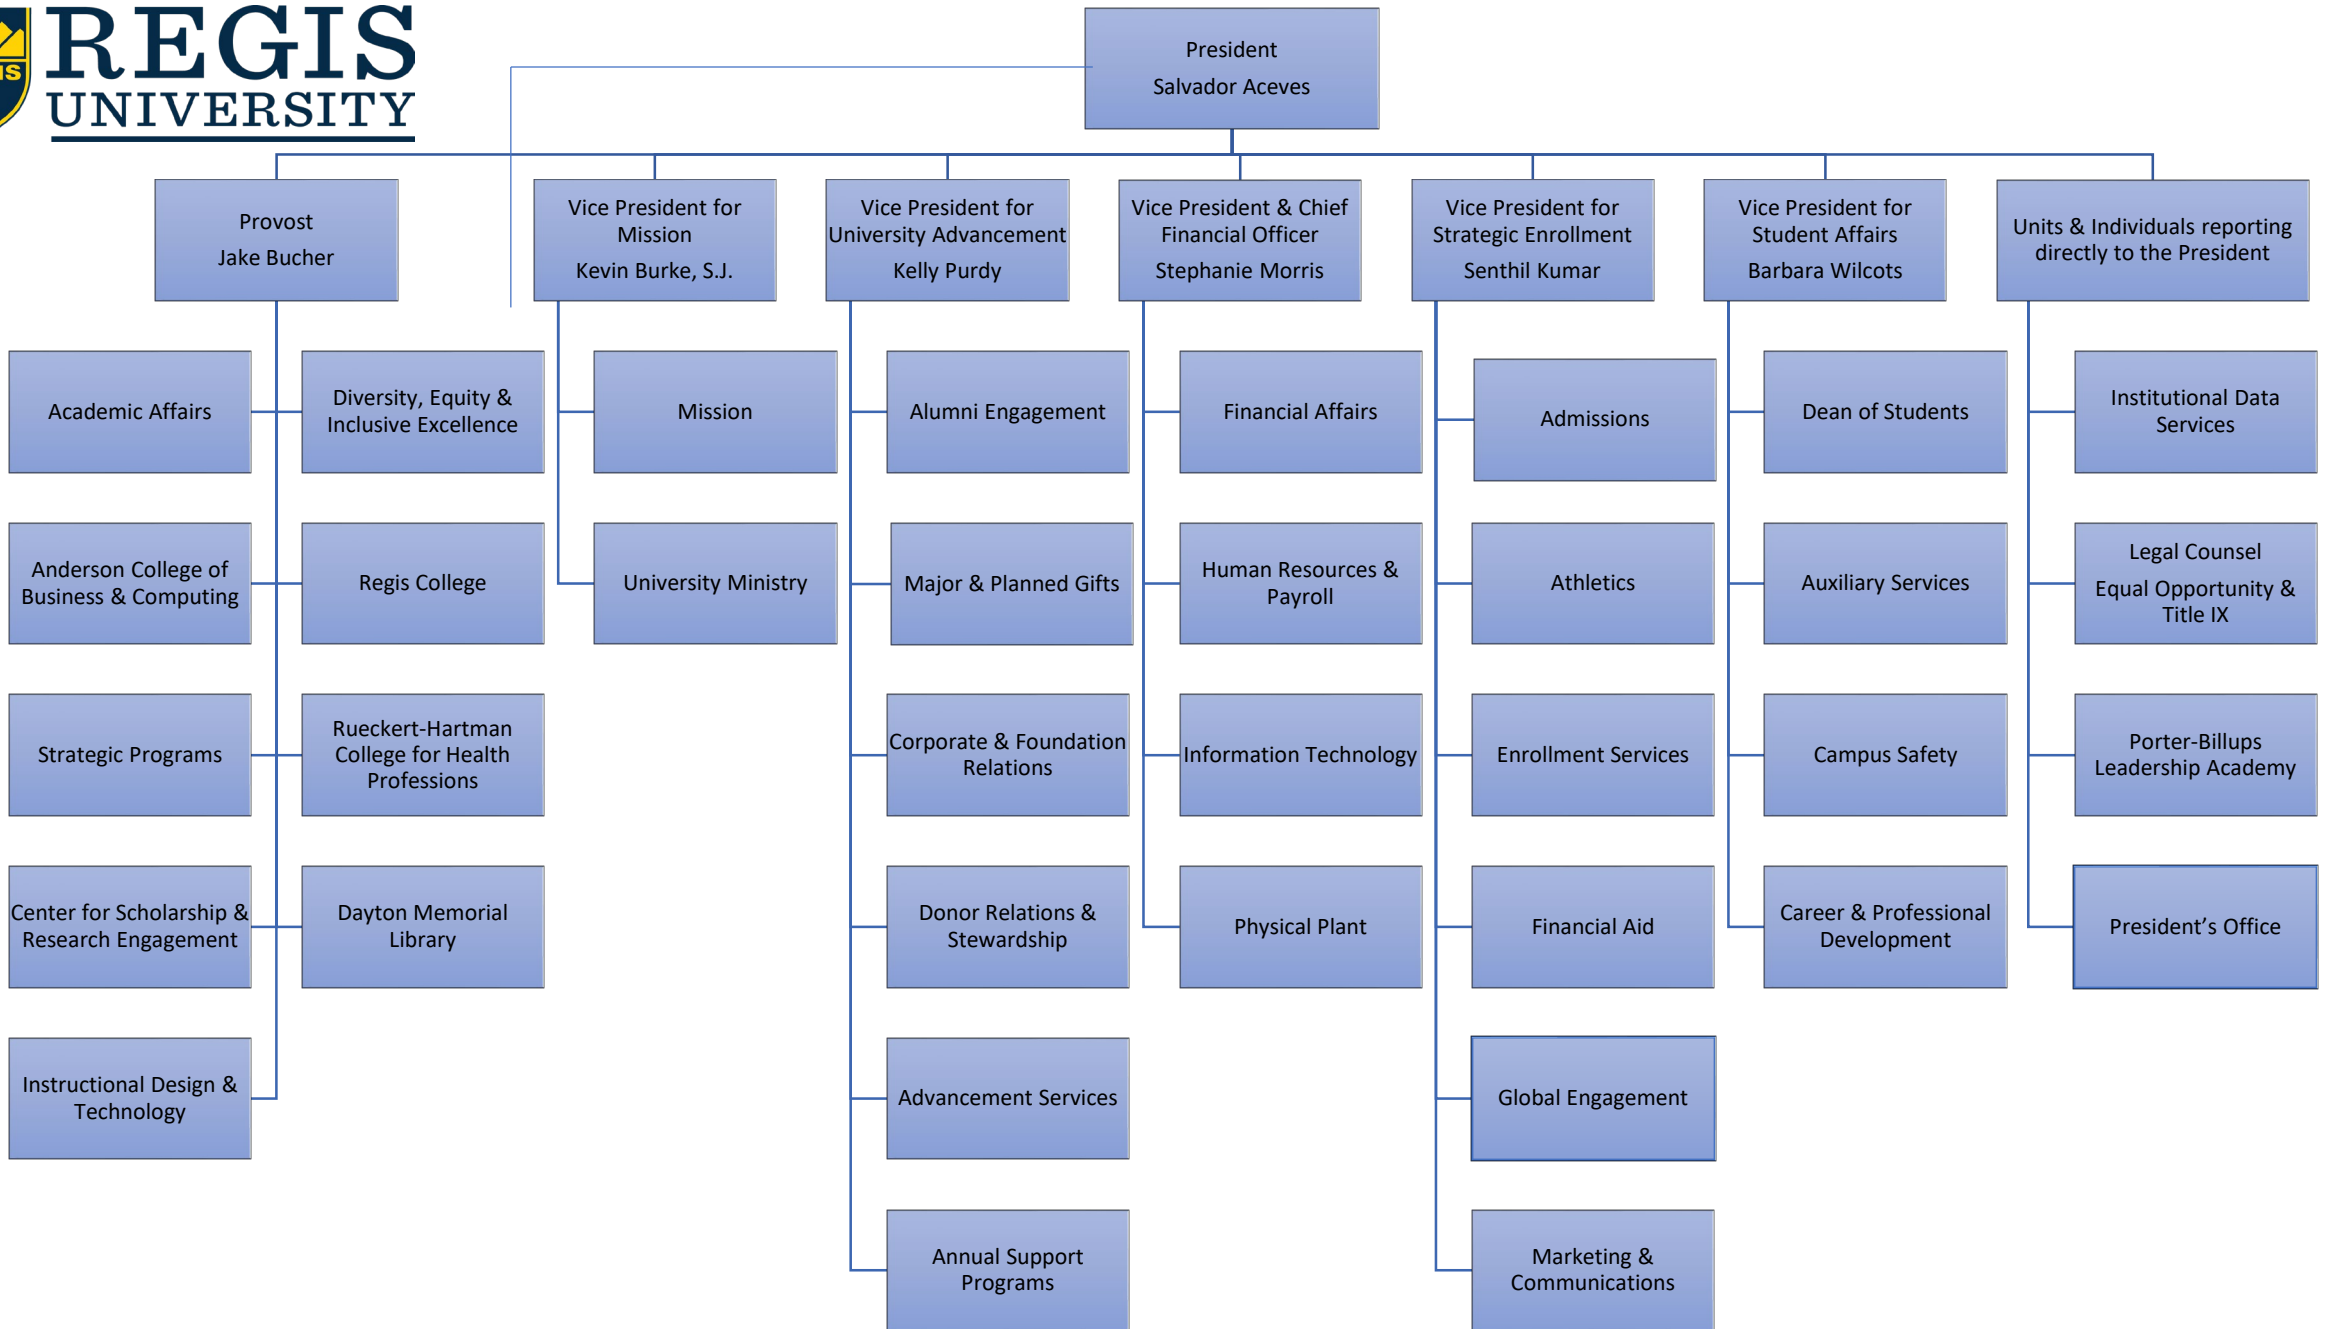 REGIS
UNIVERSITY
IS
President
Salvador Aceves
Provost
Jake Bucher
Vice President for
Mission
Kevin Burke, S.J.
Vice President for
University Advancement
Kelly Purdy
Vice President & Chief
Financial Officer
Stephanie Morris
Vice President for
Strategic Enrollment
Senthil Kumar
Vice President for
Student Affairs
Barbara Wilcots
Units & Individuals reporting
directly to the President
Academic Affairs
Diversity, Equity &
Inclusive Excellence
Mission
Alumni Engagement
Financial Affairs
Admissions
Dean of Students
Institutional Data
Services
Anderson College of
Business & Computing
Regis College
University Ministry
Major & Planned Gifts
Human Resources &
Payroll
Athletics
Auxiliary Services
Legal Counsel
Equal Opportunity &
Title IX
Strategic Programs
Rueckert-Hartman
College for Health
Professions
Corporate & Foundation
Relations
Information Technology
Enrollment Services
Campus Safety
Porter-Billups
Leadership Academy
Center for Scholarship &
Research Engagement
Dayton Memorial
Library
Donor Relations &
Stewardship
Physical Plant
Financial Aid
Career & Professional
Development
President’s Office
Instructional Design &
Technology
Advancement Services
Global Engagement
Annual Support
Programs
Marketing &
Communications